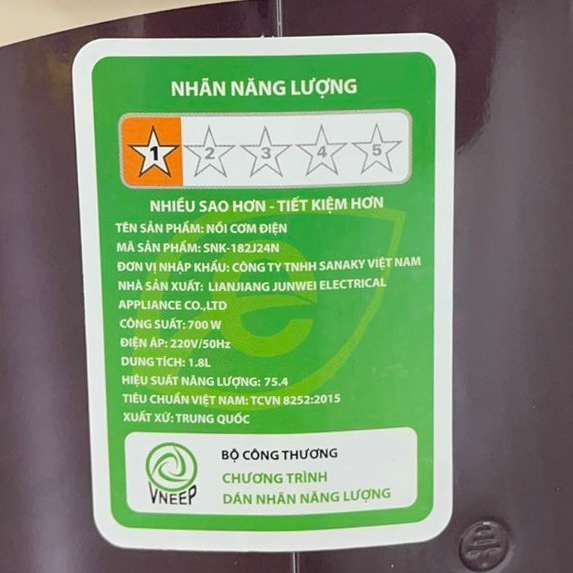 NHÃN NĂNG LƯỢNG
1 2 3 4 5
NHIỀU SAO HƠN - TIẾT KIỆM HƠN
TÊN SẢN PHẨM: NỒI CƠM ĐIỆN
MÃ SẢN PHẨM: SNK-182J24N
ĐƠN VỊ NHẬP KHẨU: CÔNG TY TNHH SANAKY VIỆT NAM
NHÀ SẢN XUẤT: LIANJIANG JUNWEI ELECTRICAL
APPLIANCE CO.,LTD
CÔNG SUẤT: 700 W
ĐIỆN ÁP: 220V/50Hz
DUNG TÍCH: 1.8L
HIỆU SUẤT NĂNG LƯỢNG: 75.4
TIÊU CHUẨN VIỆT NAM: TCVN 8252:2015
XUẤT XỨ: TRUNG QUỐC
BỘ CÔNG THƯƠNG
CHƯƠNG TRÌNH
DÁN NHÃN NĂNG LƯỢNG
VNEEP